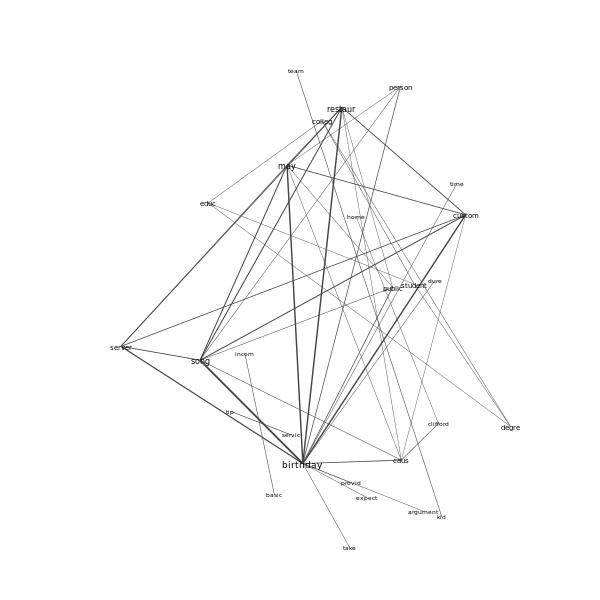 team
person
restaur
colleg
may
time
educ
custom
home
dure
student
public
server
incom
song
tip
clifford
degre
servic
caus
birthday
provid
basic
expect
argument
kid
take